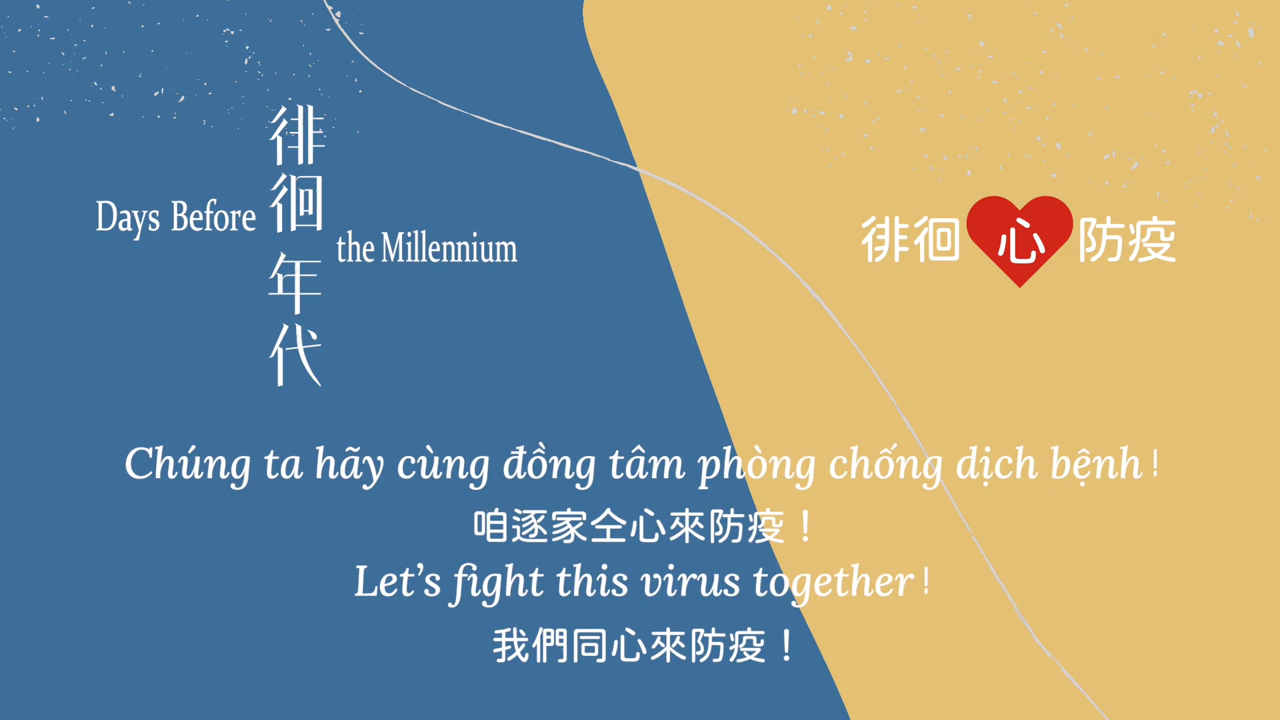 Days Before
徘徊年代
the Millennium
徘徊心防疫
Chúng ta hãy cùng đồng tâm phòng chống dịch bệnh!
咱逐家仝心來防疫！
Let's fight this virus together!
我們同心來防疫！